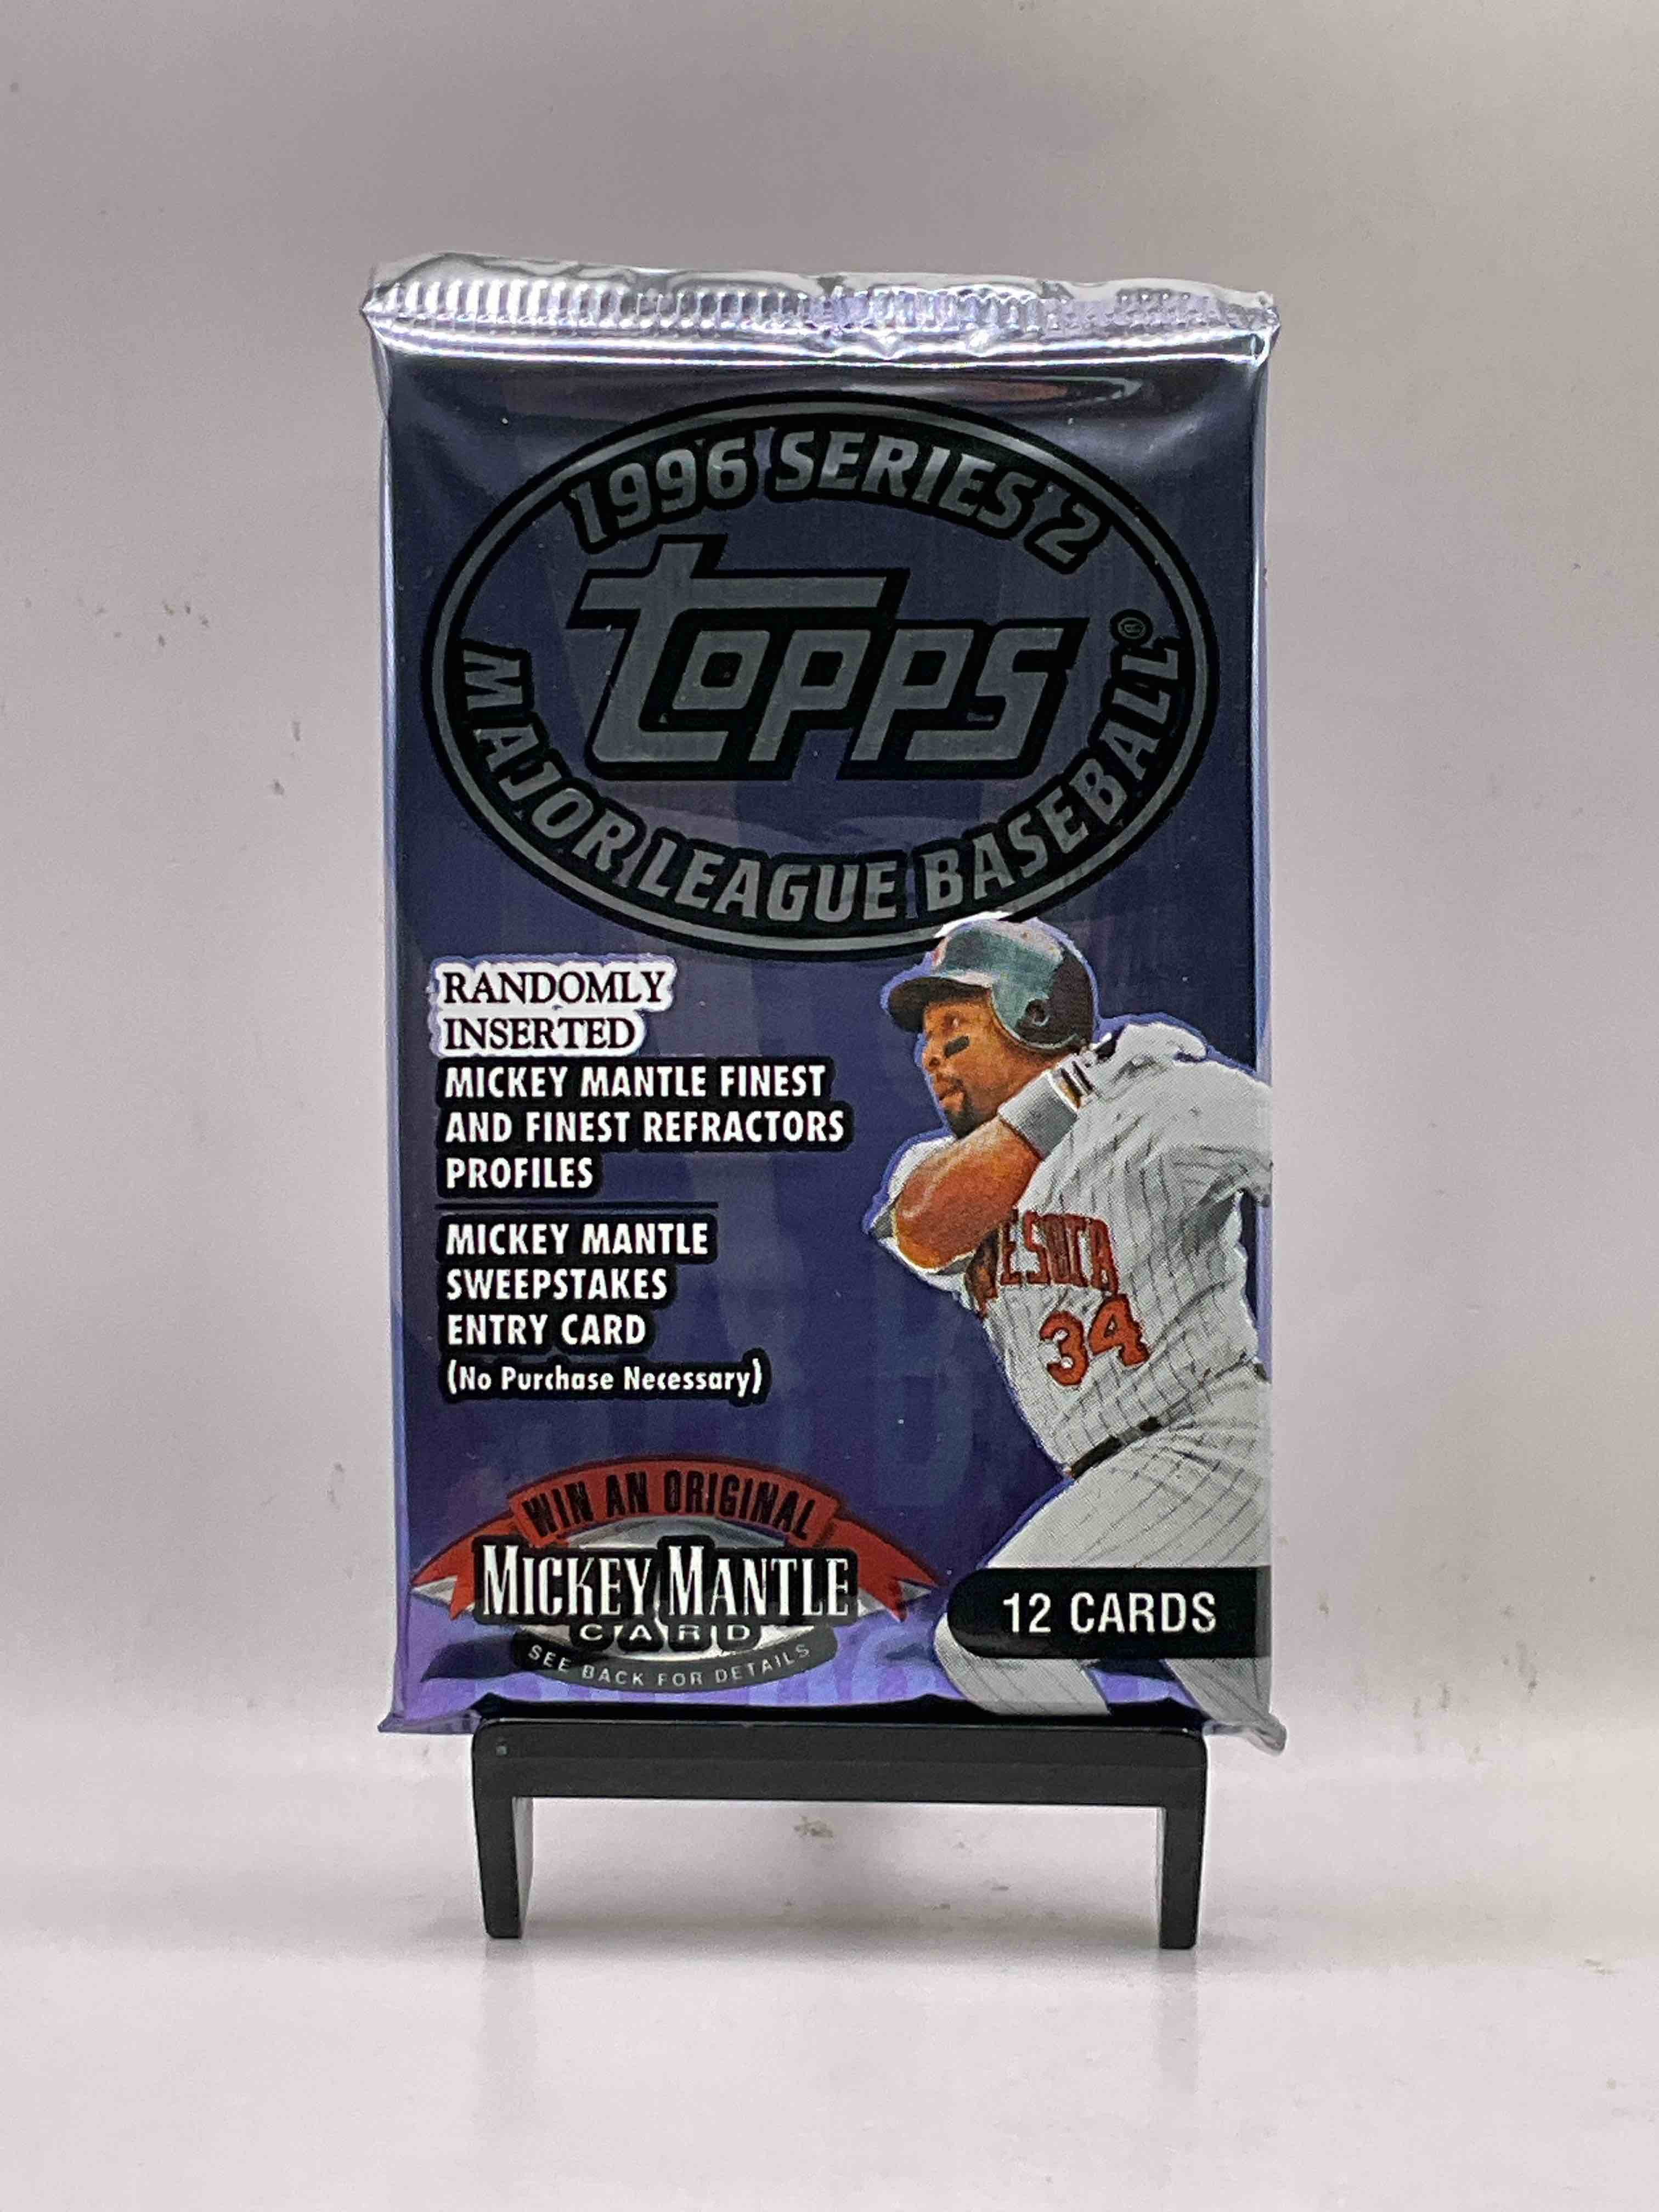 1996 SERIES 2
topps
®
MAJOR LEAGUE BASEBALL
RANDOMLY
INSERTED
MICKEY MANTLE FINEST
AND FINEST REFRACTORS
PROFILES
MICKEY MANTLE
SWEEPSTAKES
ENTRY CARD
(No Purchase Necessary)
ESOTA
34
WIN AN ORIGINAL
MICKEY MANTLE
CARD
SEE BACK FOR DETAILS
12 CARDS